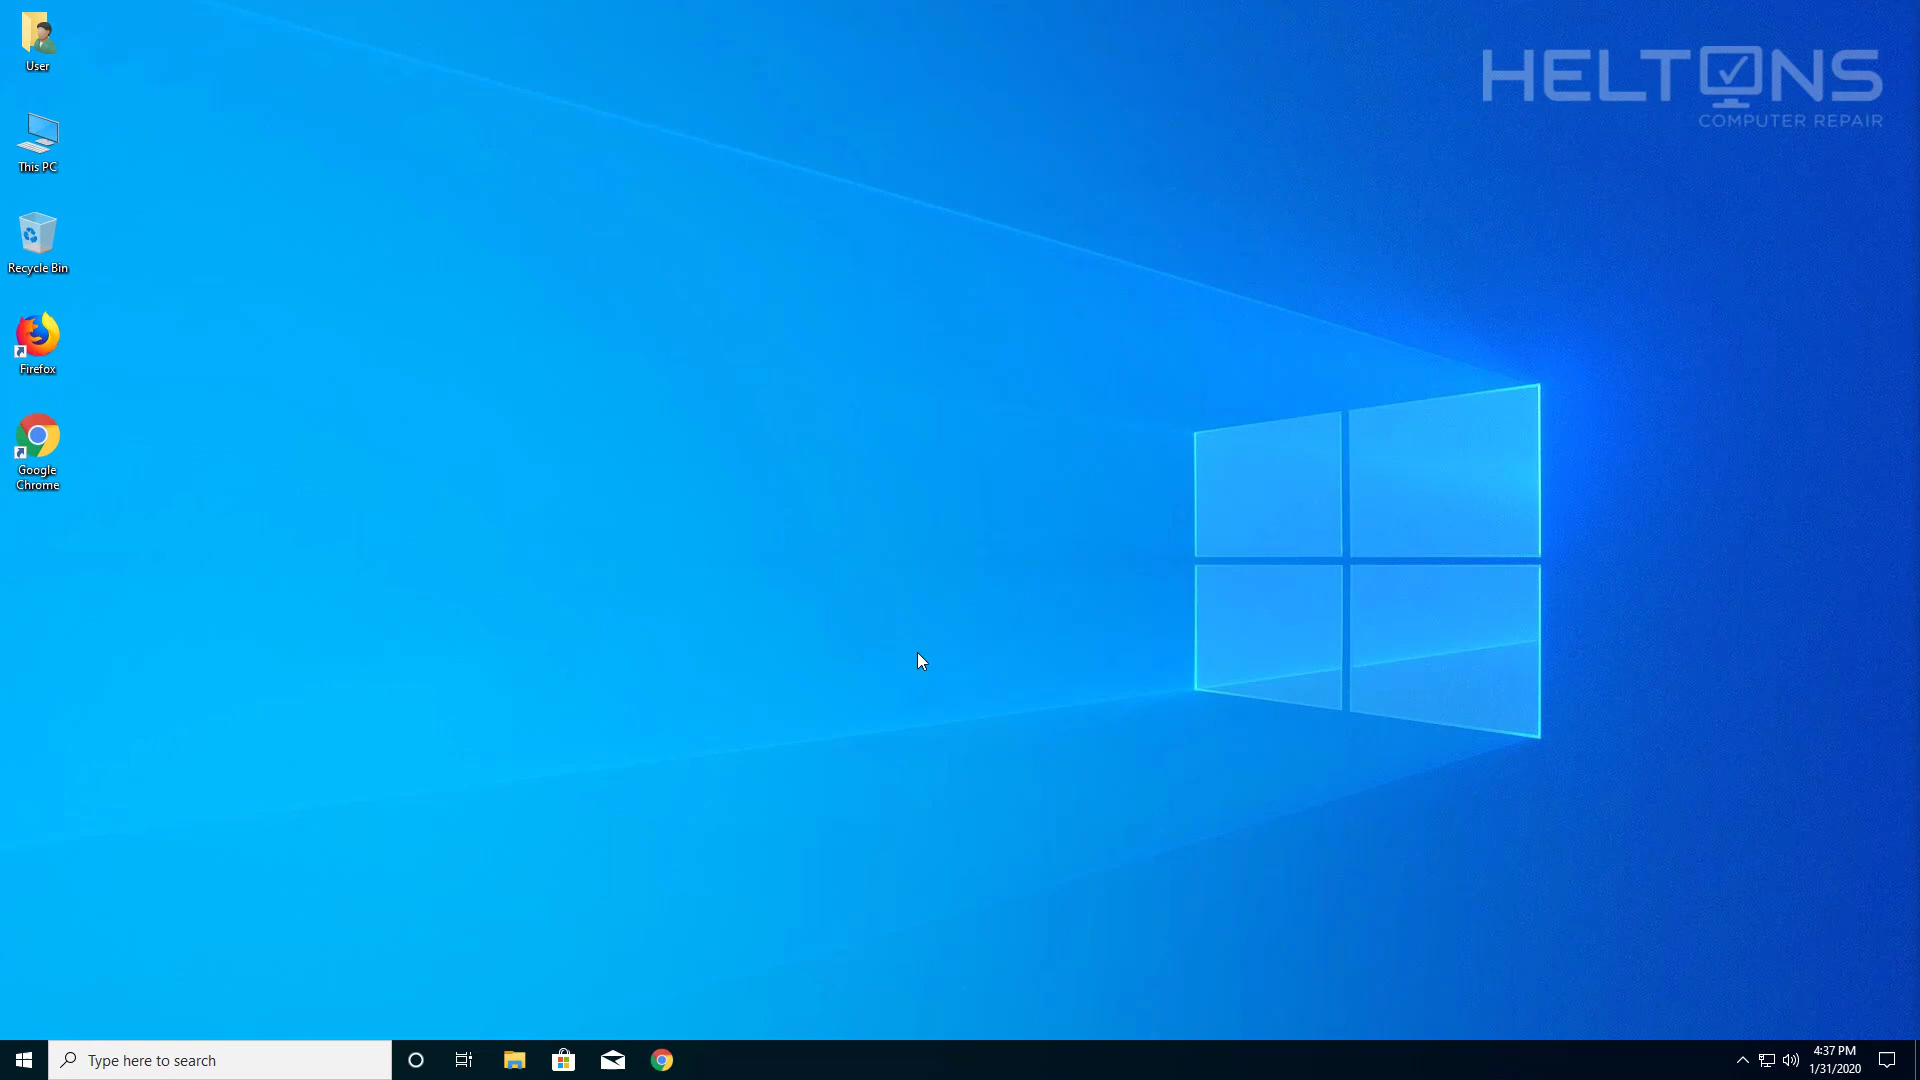 User
This PC
Recycle Bin
Firefox
Google
Chrome
HELTONS
COMPUTER REPAIR
Type here to search
4:37 PM
1/31/2020